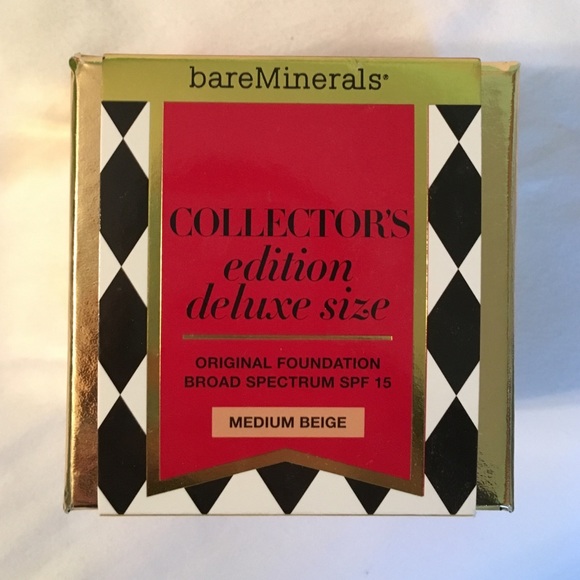 bareMinerals®
COLLECTOR'S
edition
deluxe size
ORIGINAL FOUNDATION
BROAD SPECTRUM SPF 15
MEDIUM BEIGE